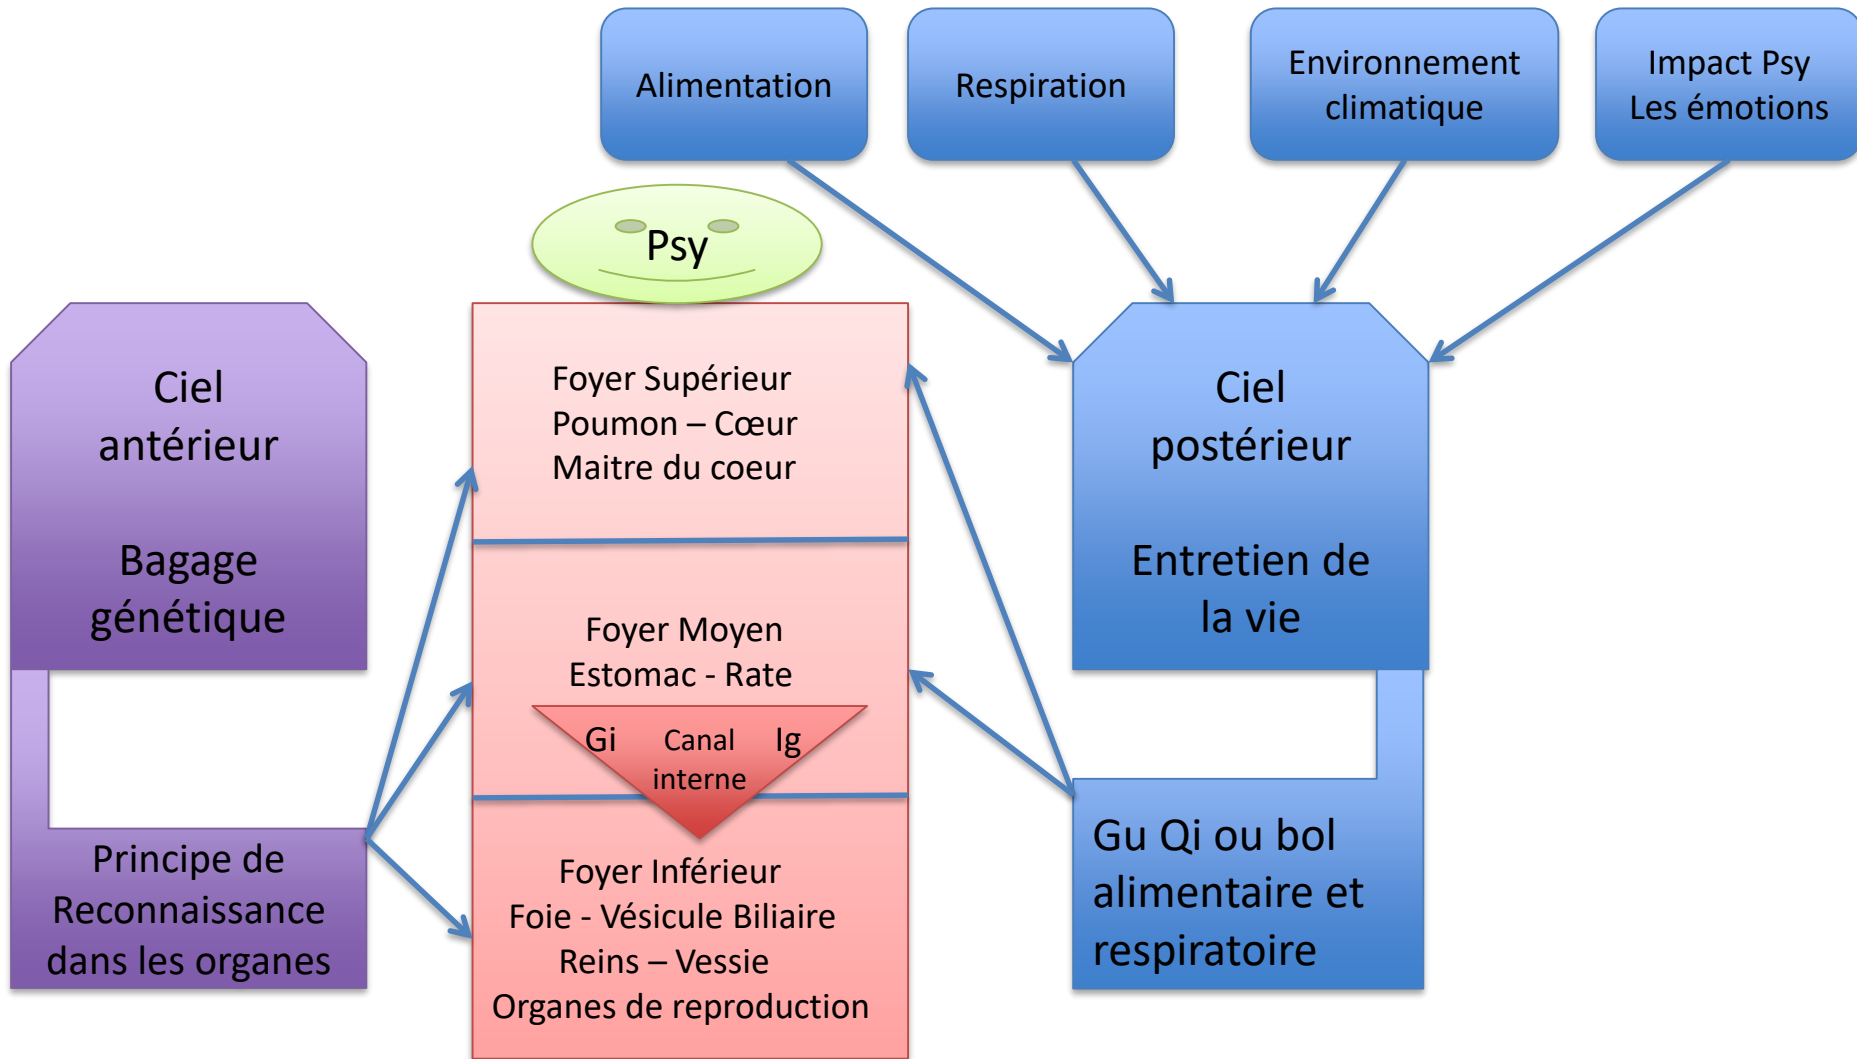 Alimentation
Respiration
Environnement
climatique
Impact Psy
Les émotions
Psy
Ciel
antérieur
Bagage
génétique
Principe de
Reconnaissance
dans les organes
Foyer Supérieur
Poumon – Cœur
Maitre du coeur
Foyer Moyen
Estomac - Rate
Gi Canal Ig
interne
Foyer Inférieur
Foie - Vésicule Biliaire
Reins – Vessie
Organes de reproduction
Ciel
postérieur
Entretien de
la vie
Gu Qi ou bol
alimentaire et
respiratoire